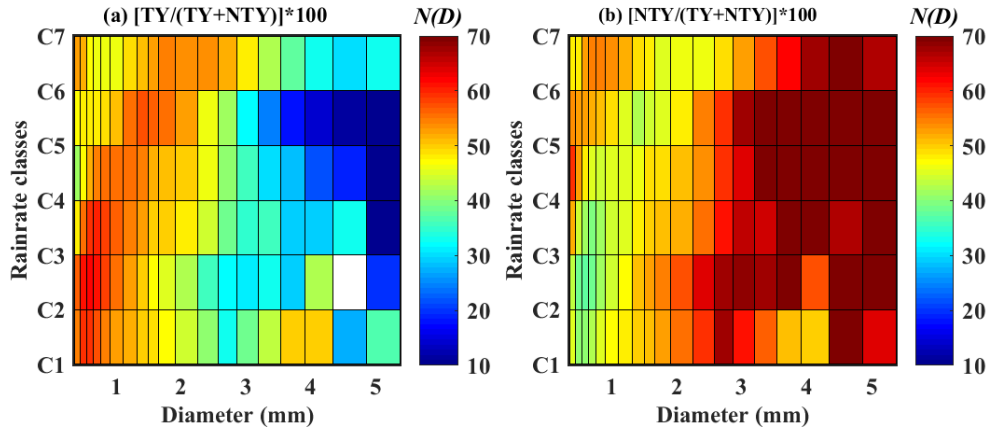 (a) [TY/(TY+NTY)]*100
N(D)
C7
C6
C5
C4
C3
C2
C1
Rainrate classes
1 2 3 4 5
Diameter (mm)
70
60
50
40
30
20
10
(b) [NTY/(TY+NTY)]*100
N(D)
C7
C6
C5
C4
C3
C2
C1
Rainrate classes
1 2 3 4 5
Diameter (mm)
70
60
50
40
30
20
10